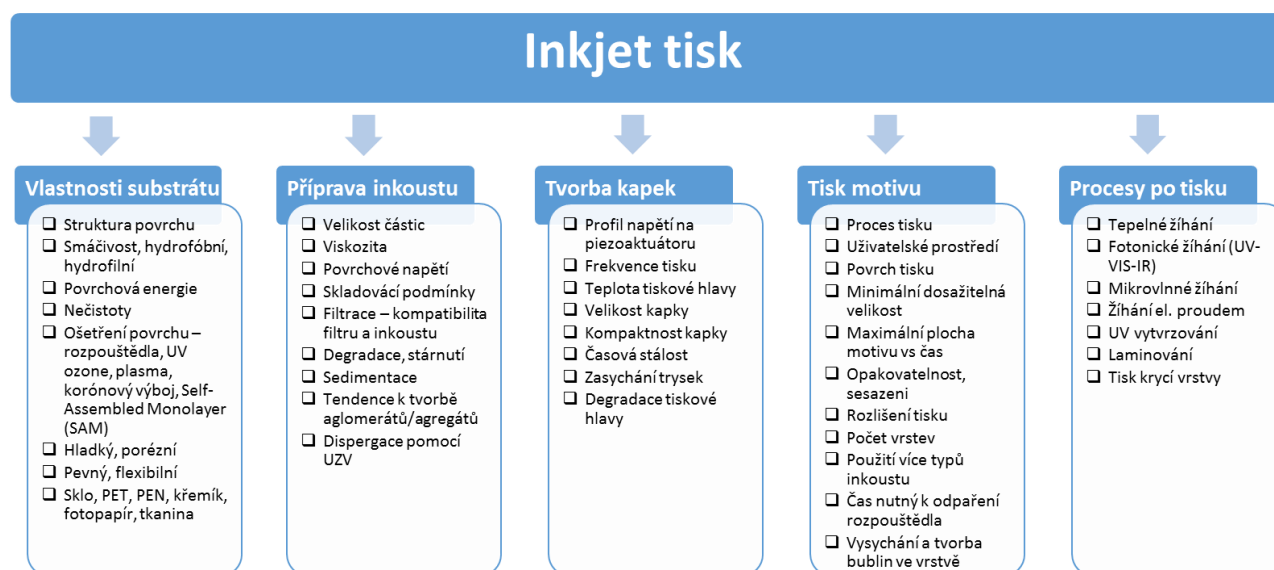 Inkjet tisk
Vlastnosti substrátu
❑ Struktura povrchu
❑ Smáčivost, hydrofóbní,
hydrofilní
❑ Povrchová energie
❑ Nečistoty
❑ Ošetření povrchu –
rozpouštědla, UV
ozone, plasma,
korónový výboj, Self-
Assembled Monolayer
(SAM)
❑ Hladký, porézní
❑ Pevný, flexibilní
❑ Sklo, PET, PEN, křemík,
fotopapír, tkanina
Příprava inkoustu
❑ Velikost částic
❑ Viskozita
❑ Povrchové napětí
❑ Skladovácí podmínky
❑ Filtrace – kompatibilita
filtru a inkoustu
❑ Degradace, stárnutí
❑ Sedimentace
❑ Tendence k tvorbě
aglomerátů/agregátů
❑ Dispergace pomocí
UZV
Tvorba kapek
❑ Profil napětí na
piezoaktuátoru
❑ Frekvence tisku
❑ Teplota tiskové hlavy
❑ Velikost kapky
❑ Kompaktnost kapky
❑ Časová stálost
❑ Zasychání trysek
❑ Degradace tiskové
hlavy
Tisk motivu
❑ Proces tisku
❑ Uživatelské prostředí
❑ Povrch tisku
❑ Minimální dosažitelná
velikost
❑ Maximální plocha
motivu vs čas
❑ Opakovatelnost,
sesazeni
❑ Rozlišení tisku
❑ Počet vrstev
❑ Použití více typů
inkoustu
❑ Čas nutný k odpaření
rozpouštědla
❑ Vysychání a tvorba
bublin ve vrstvě
Procesy po tisku
❑ Tepelné žíhání
❑ Fotonické žíhání (UV-
VIS-IR)
❑ Mikrovlnné žíhání
❑ Žíhání el. proudem
❑ UV vytvrzování
❑ Laminování
❑ Tisk krycí vrstvy